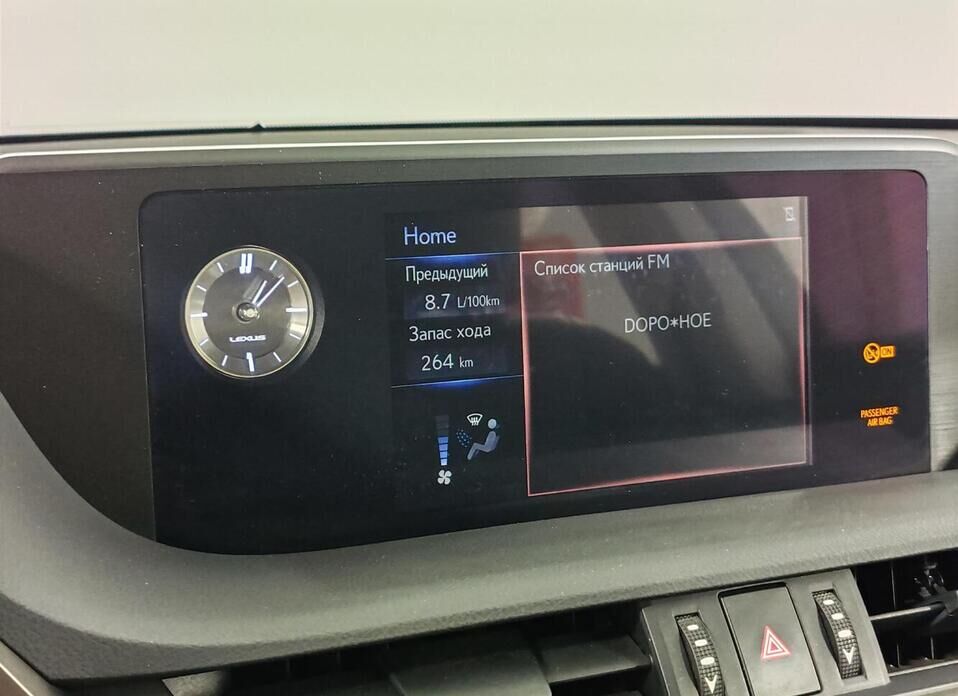 LEXUS
Home
Предыдущий
8.7 L/100km
Запас хода
264 km
Список станций FM
DOPO*HOE
ON
PASSENGER
AIR BAG